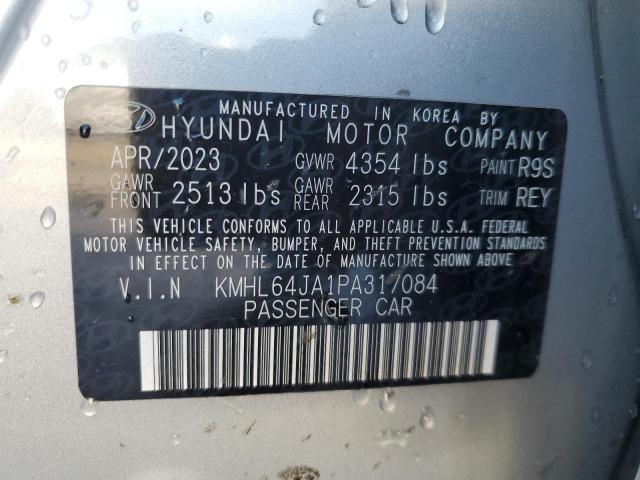 MANUFACTURED IN KOREA BY
HYUNDAI MOTOR COMPANY
APR/2023 GVWR 4354 lbs PAINT R9S
GAWR FRONT 2513 lbs GAWR REAR 2315 lbs TRIM REY
THIS VEHICLE CONFORMS TO ALL APPLICABLE U.S.A. FEDERAL
MOTOR VEHICLE SAFETY, BUMPER, AND THEFT PREVENTION STANDARDS
IN EFFECT ON THE DATE OF MANUFACTURE SHOWN ABOVE.
V.I.N KMHL64JA1PA317084
PASSENGER CAR